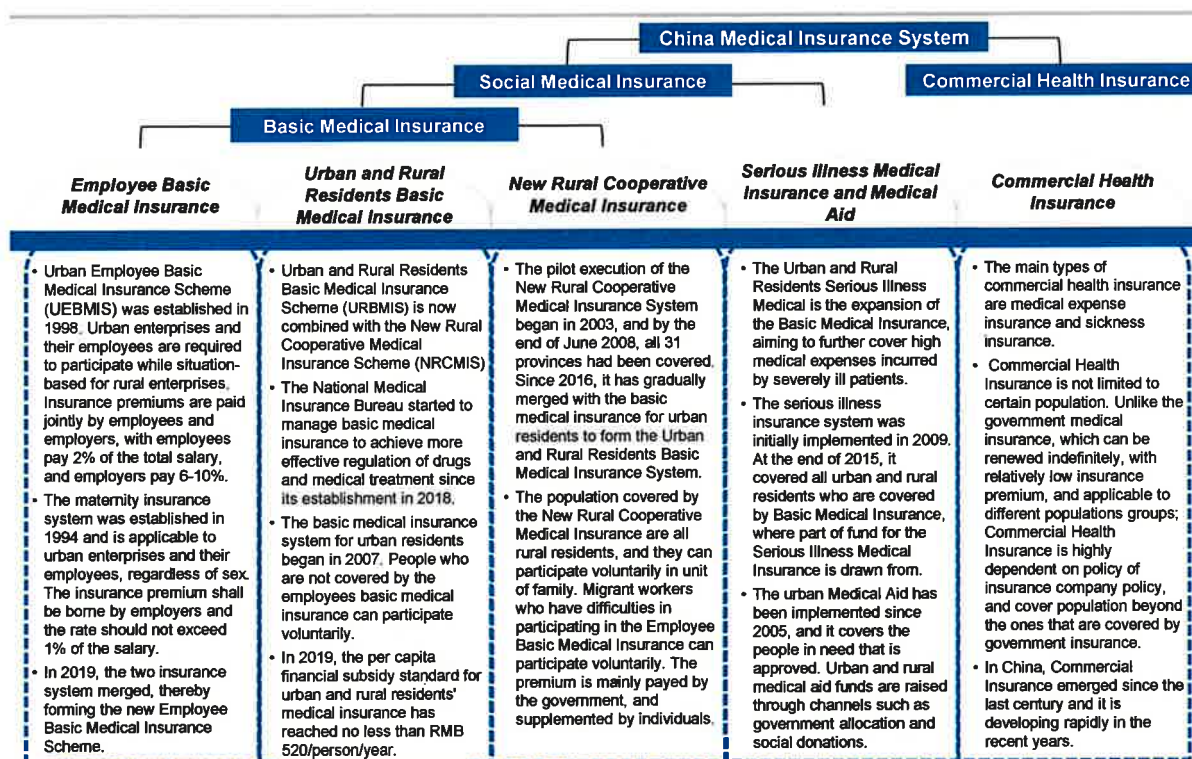 China Medical Insurance System
Social Medical Insurance
Commercial Health Insurance
Basic Medical Insurance
Employee Basic
Medical Insurance
Urban and Rural
Residents Basic
Medical Insurance
New Rural Cooperative
Medical Insurance
Serious Illness Medical
Insurance and Medical
Aid
Commercial Health
Insurance
• Urban Employee Basic
Medical Insurance Scheme
(UEBMIS) was established in
1998. Urban enterprises and
their employees are required
to participate while situation-
based for rural enterprises.
Insurance premiums are paid
jointly by employees and
employers, with employees
pay 2% of the total salary,
and employers pay 6-10%.
• The maternity insurance
system was established in
1994 and is applicable to
urban enterprises and their
employees, regardless of sex.
The insurance premium shall
be borne by employers and
the rate should not exceed
1% of the salary.
• In 2019, the two insurance
system merged, thereby
forming the new Employee
Basic Medical Insurance
Scheme.
• Urban and Rural Residents
Basic Medical Insurance
Scheme (URBMIS) is now
combined with the New Rural
Cooperative Medical
Insurance Scheme (NRCMIS)
• The National Medical
Insurance Bureau started to
manage basic medical
insurance to achieve more
effective regulation of drugs
and medical treatment since
its establishment in 2018.
• The basic medical insurance
system for urban residents
began in 2007. People who
are not covered by the
employees basic medical
insurance can participate
voluntarily.
• In 2019, the per capita
financial subsidy standard for
urban and rural residents'
medical insurance has
reached no less than RMB
520/person/year.
• The pilot execution of the
New Rural Cooperative
Medical Insurance System
began in 2003, and by the
end of June 2008, all 31
provinces had been covered.
Since 2016, it has gradually
merged with the basic
medical insurance for urban
residents to form the Urban
and Rural Residents Basic
Medical Insurance System.
• The population covered by
the New Rural Cooperative
Medical Insurance are all
rural residents, and they can
participate voluntarily in unit
of family. Migrant workers
who have difficulties in
participating in the Employee
Basic Medical Insurance can
participate voluntarily. The
premium is mainly payed by
the government, and
supplemented by individuals.
• The Urban and Rural
Residents Serious Illness
Medical is the expansion of
the Basic Medical Insurance,
aiming to further cover high
medical expenses incurred
by severely ill patients.
• The serious illness
insurance system was
initially implemented in 2009.
At the end of 2015, it
covered all urban and rural
residents who are covered
by Basic Medical Insurance,
where part of fund for the
Serious Illness Medical
Insurance is drawn from.
• The urban Medical Aid has
been implemented since
2005, and it covers the
people in need that is
approved. Urban and rural
medical aid funds are raised
through channels such as
government allocation and
social donations.
• The main types of
commercial health insurance
are medical expense
insurance and sickness
insurance.
• Commercial Health
Insurance is not limited to
certain population. Unlike the
government medical
insurance, which can be
renewed indefinitely, with
relatively low insurance
premium, and applicable to
different populations groups;
Commercial Health
Insurance is highly
dependent on policy of
insurance company policy,
and cover population beyond
the ones that are covered by
government insurance.
• In China, Commercial
Insurance emerged since the
last century and it is
developing rapidly in the
recent years.